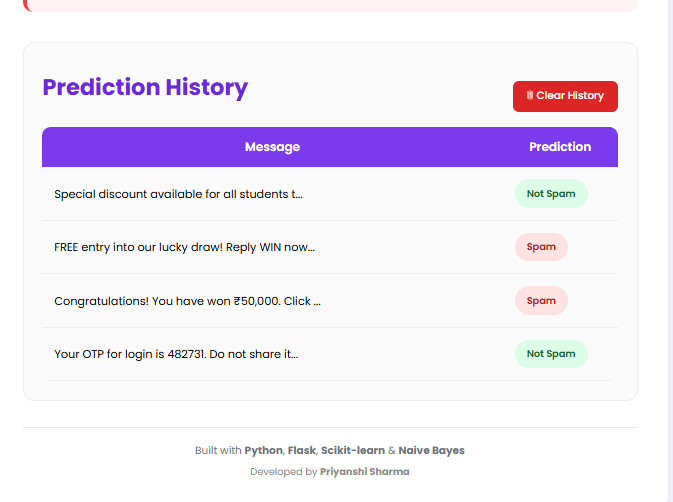 Prediction History
Clear History
Message Prediction
Special discount available for all students t... Not Spam
FREE entry into our lucky draw! Reply WIN now... Spam
Congratulations! You have won ₹50,000. Click ... Spam
Your OTP for login is 482731. Do not share it... Not Spam
Built with Python, Flask, Scikit-learn & Naive Bayes
Developed by Priyanshi Sharma